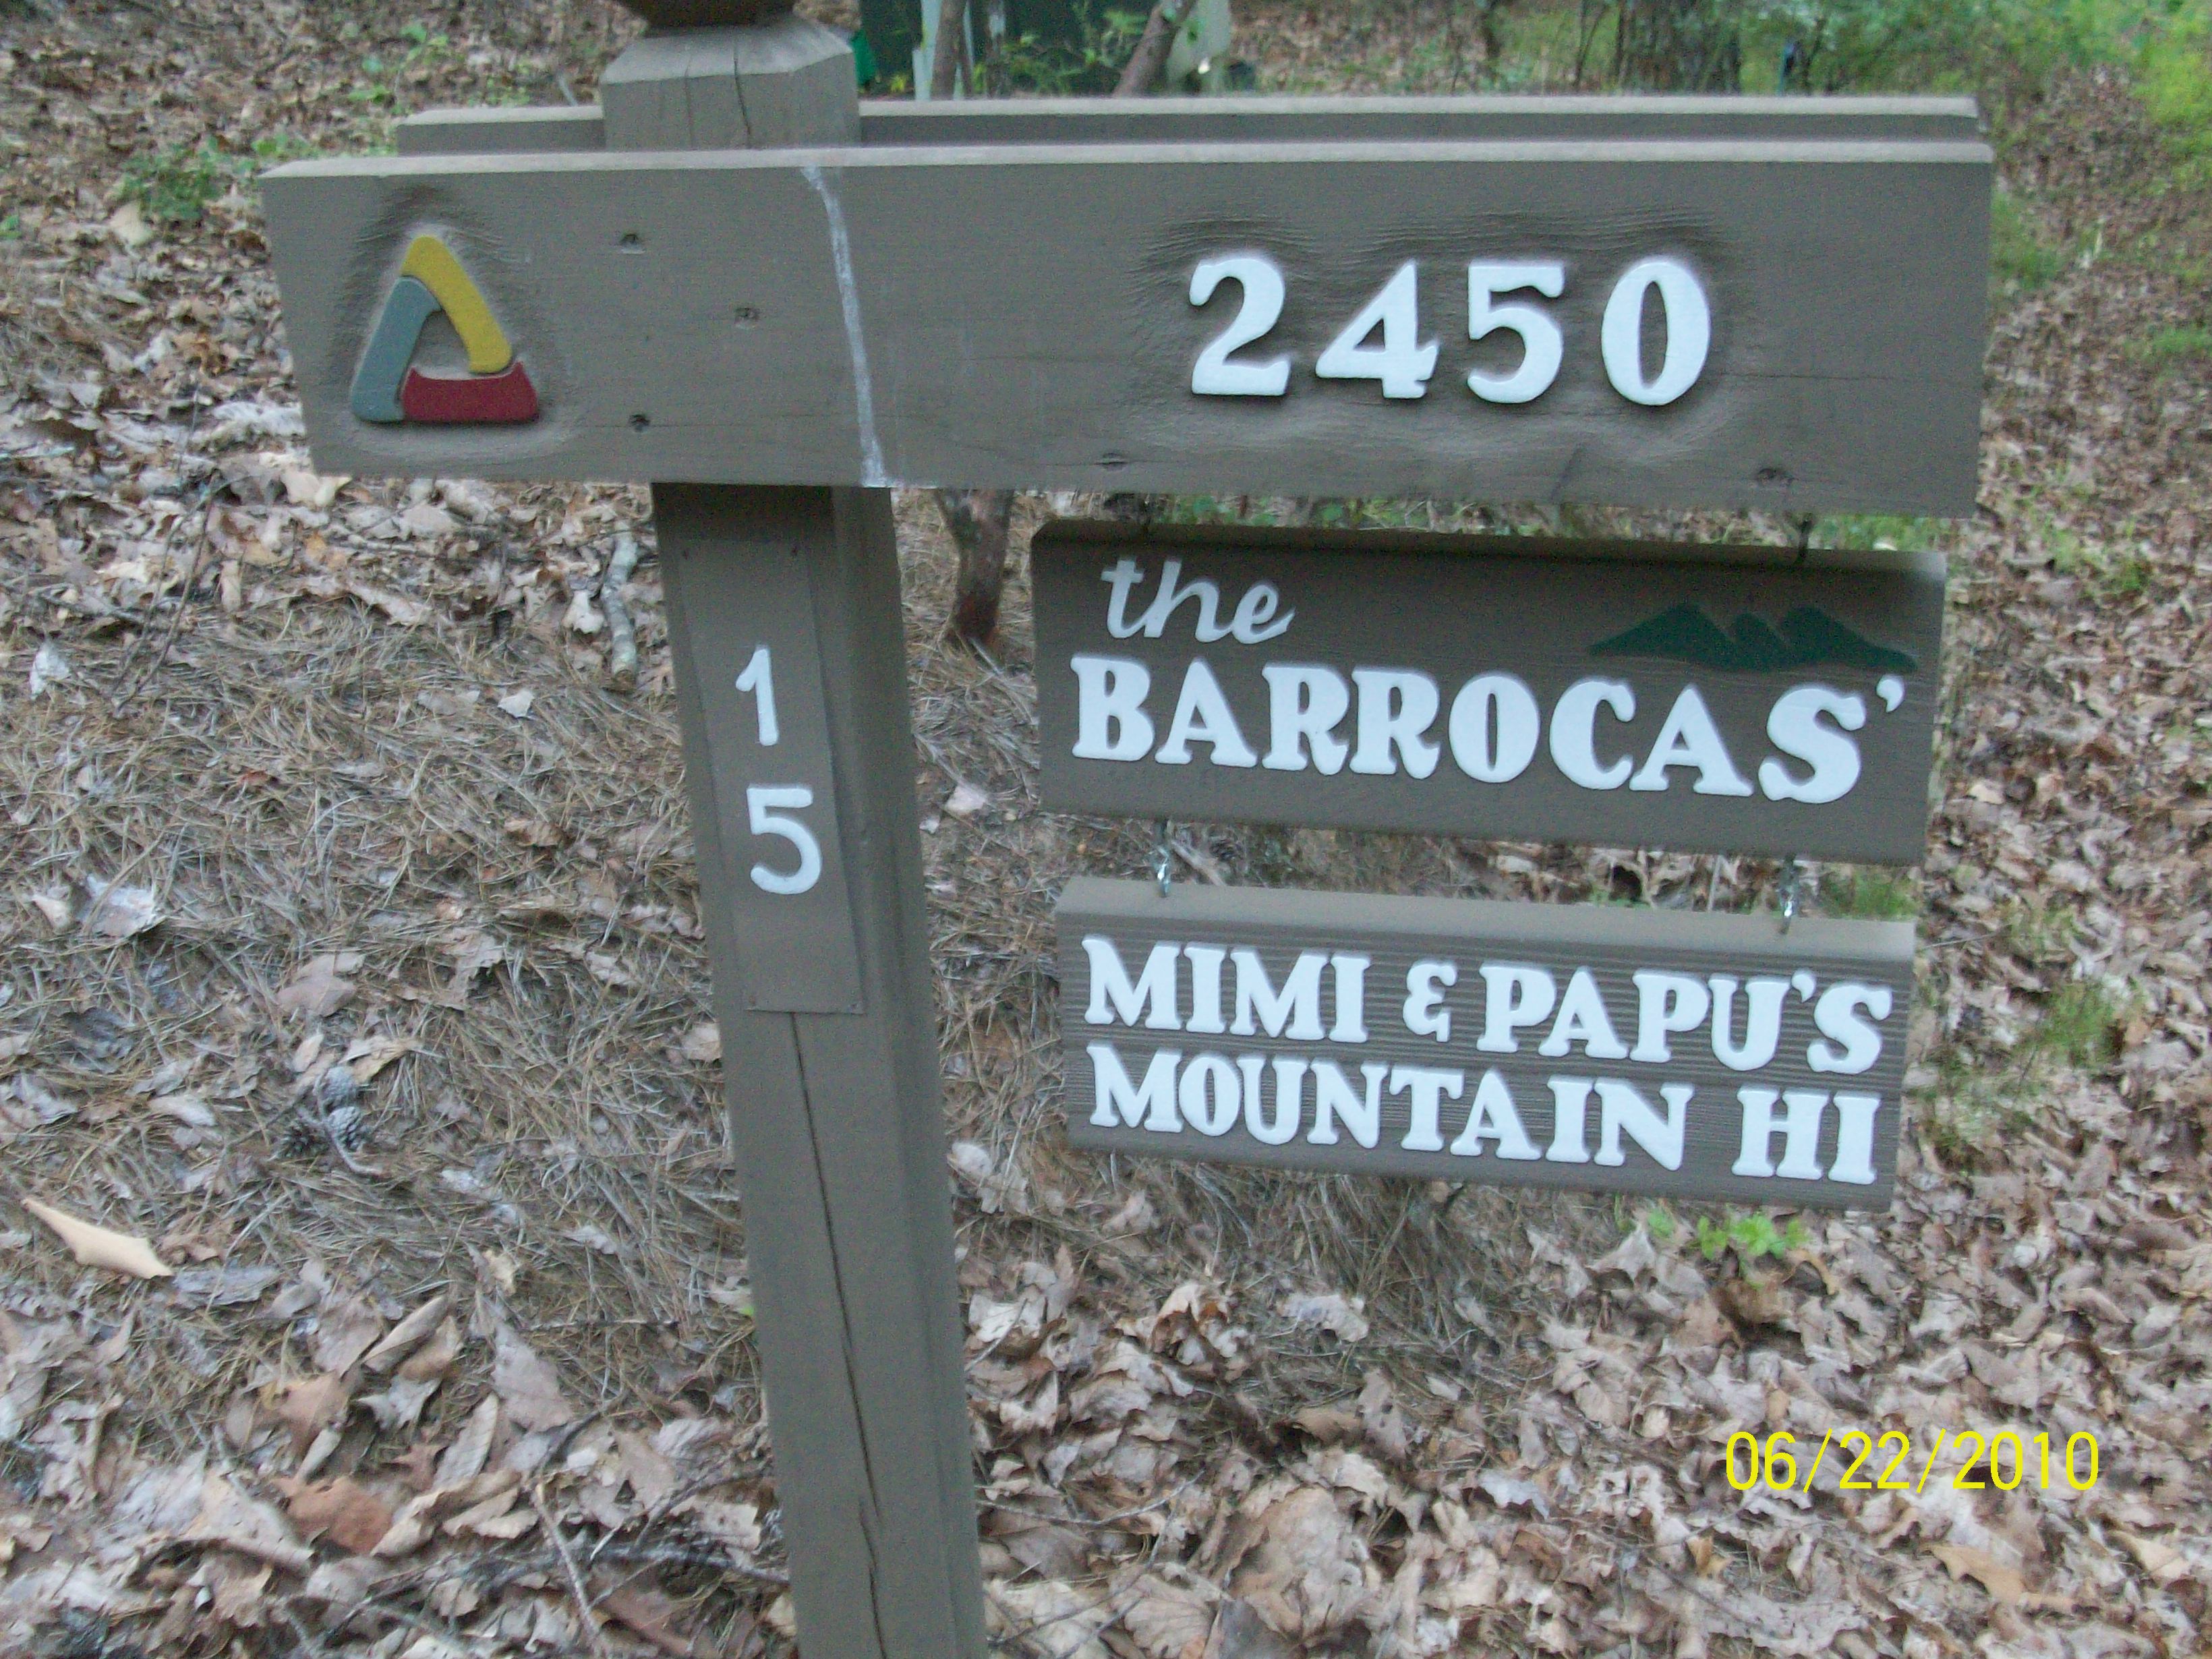 2450
the
BARROCAS'
1
5
MIMI & PAPU'S
MOUNTAIN HI
06/22/2010